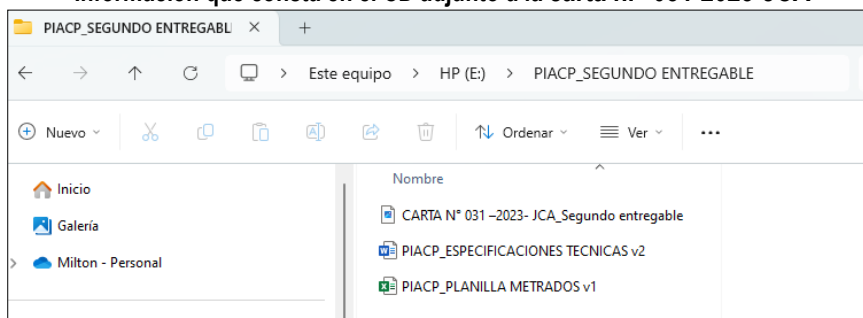 PIACP_SEGUNDO ENTREGABL
Este equipo > HP (E:) > PIACP_SEGUNDO ENTREGABLE
Nuevo
Ordenar
Ver
Inicio
Galería
Milton - Personal
Nombre
CARTA N° 031 –2023- JCA_Segundo entregable
PIACP_ESPECIFICACIONES TECNICAS v2
PIACP_PLANILLA METRADOS v1